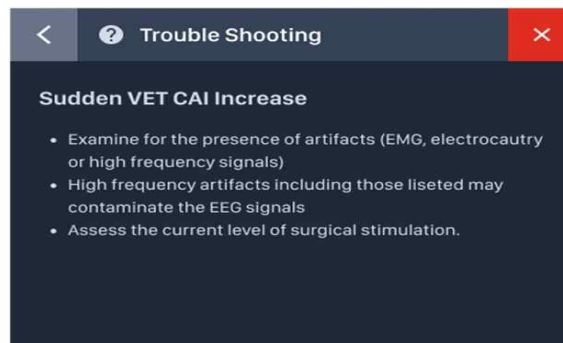 Trouble Shooting
Sudden VET CAI Increase
• Examine for the presence of artifacts (EMG, electrocautry
or high frequency signals)
• High frequency artifacts including those liseted may
contaminate the EEG signals
• Assess the current level of surgical stimulation.